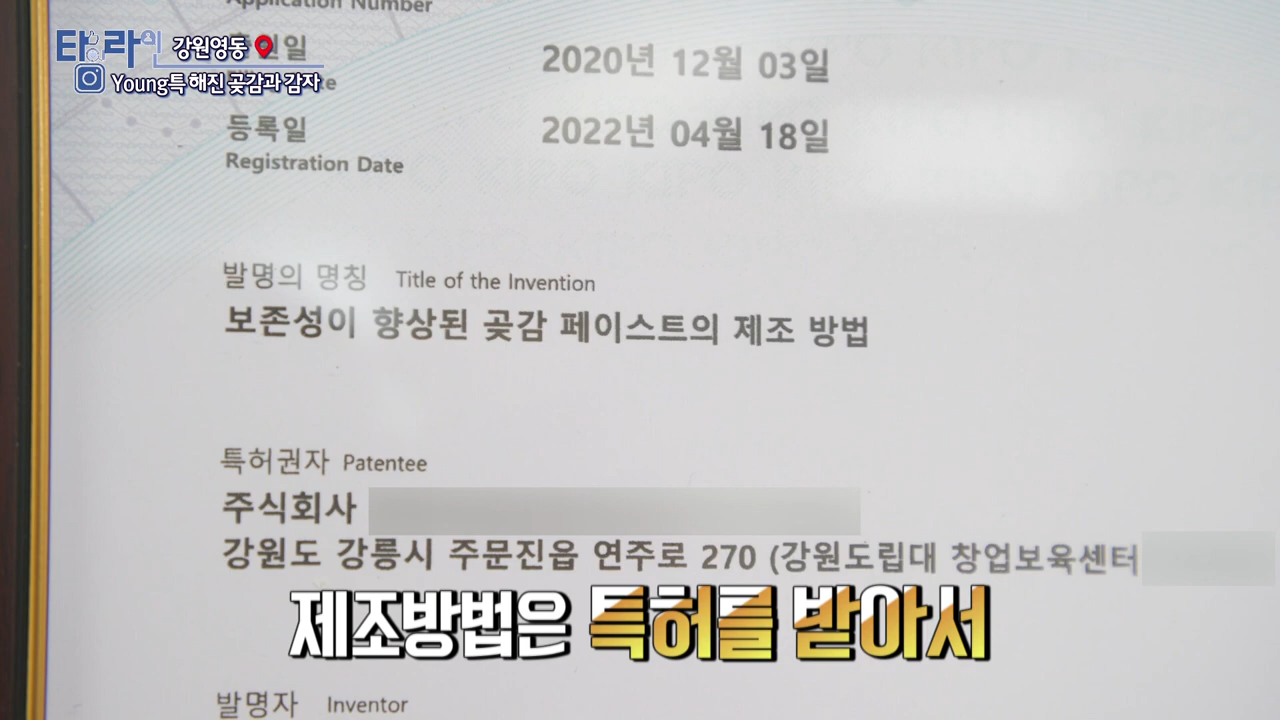 Application Number
타 라
강원영동
Young특해진 곶감과 감자
2020년 12월 03일
등록일
2022년 04월 18일
Registration Date
발명의 명칭 Title of the Invention
보존성이 향상된 곶감 페이스트의 제조 방법
특허권자 Patentee
주식회사
강원도 강릉시 주문진읍 연주로 270 (강원도립대 창업보육센터
제조방법은 특허를 받아서
발명자 Inventor